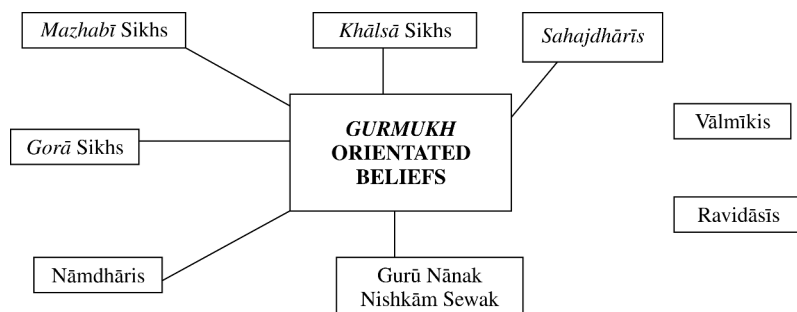 Mazhabī Sikhs
Khālsā Sikhs
Sahajdhārīs
GURMUKH
ORIENTATED
BELIEFS
Vālmīkis
Gorā Sikhs
Ravidāsīs
Nāmdhāris
Gurū Nānak
Nishkām Sewak